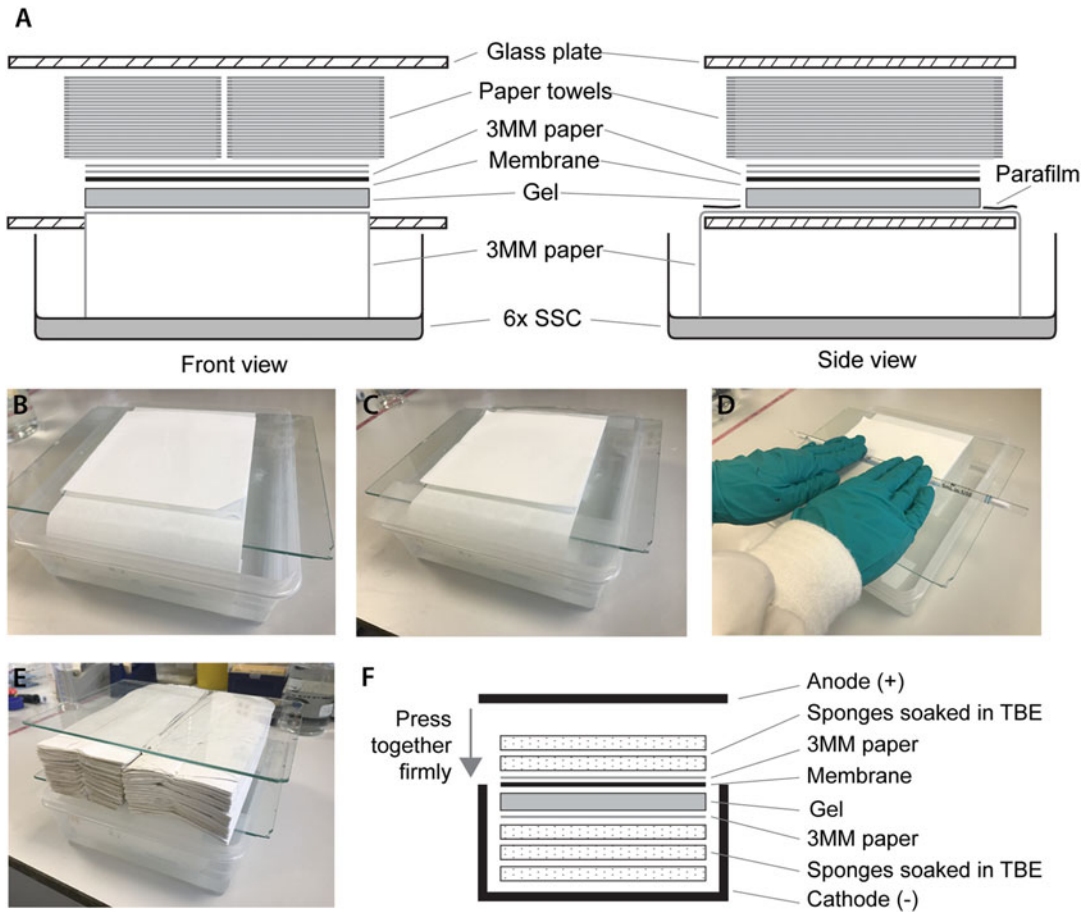 A
Glass plate
Paper towels
3MM paper
Membrane
Gel
Parafilm
3MM paper
6x SSC
Front view
Side view
B
C
D
E
F
Press
together
firmly
Anode (+)
Sponges soaked in TBE
3MM paper
Membrane
Gel
3MM paper
Sponges soaked in TBE
Cathode (-)